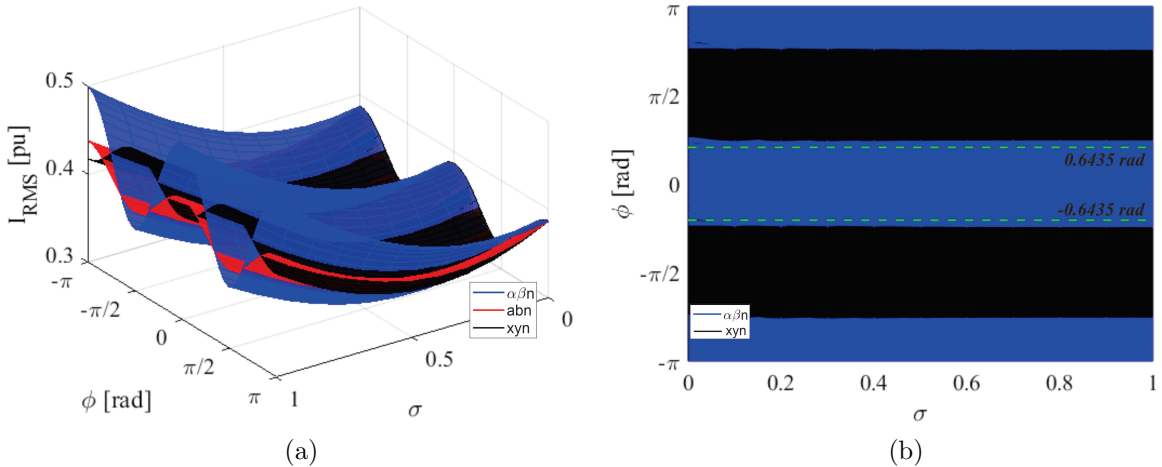 0.5
0.4
0.3
I_RMS [pu]
-π
-π/2
0
π/2
π
ϕ [rad]
1
0.5
0
σ
αβn
abn
xyn
(a)
π
π/2
0
-π/2
-π
ϕ [rad]
0.6435 rad
-0.6435 rad
αβn
xyn
0 0.2 0.4 0.6 0.8 1
σ
(b)